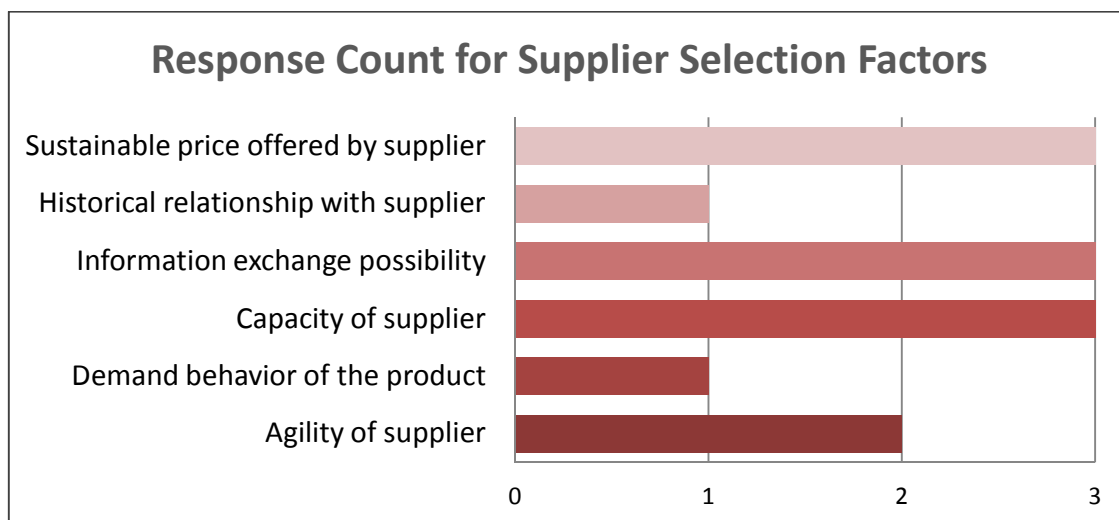 Response Count for Supplier Selection Factors
Sustainable price offered by supplier
Historical relationship with supplier
Information exchange possibility
Capacity of supplier
Demand behavior of the product
Agility of supplier
0 1 2 3